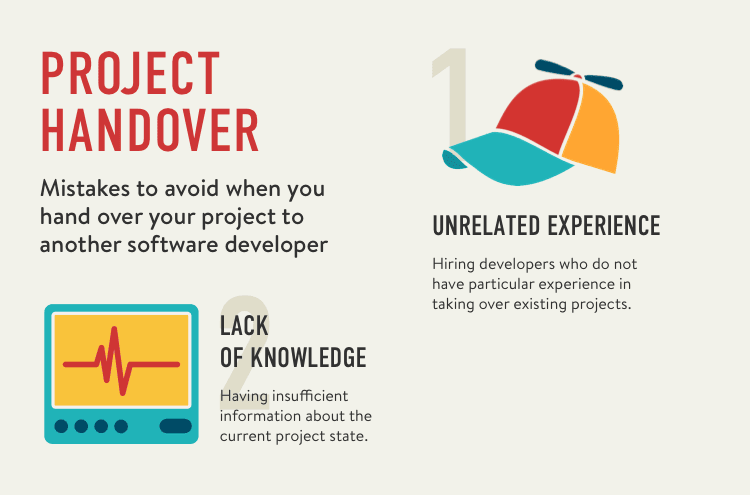 PROJECT
HANDOVER
Mistakes to avoid when you
hand over your project to
another software developer
1
UNRELATED EXPERIENCE
Hiring developers who do not
have particular experience in
taking over existing projects.
2
LACK
OF KNOWLEDGE
Having insufficient
information about the
current project state.